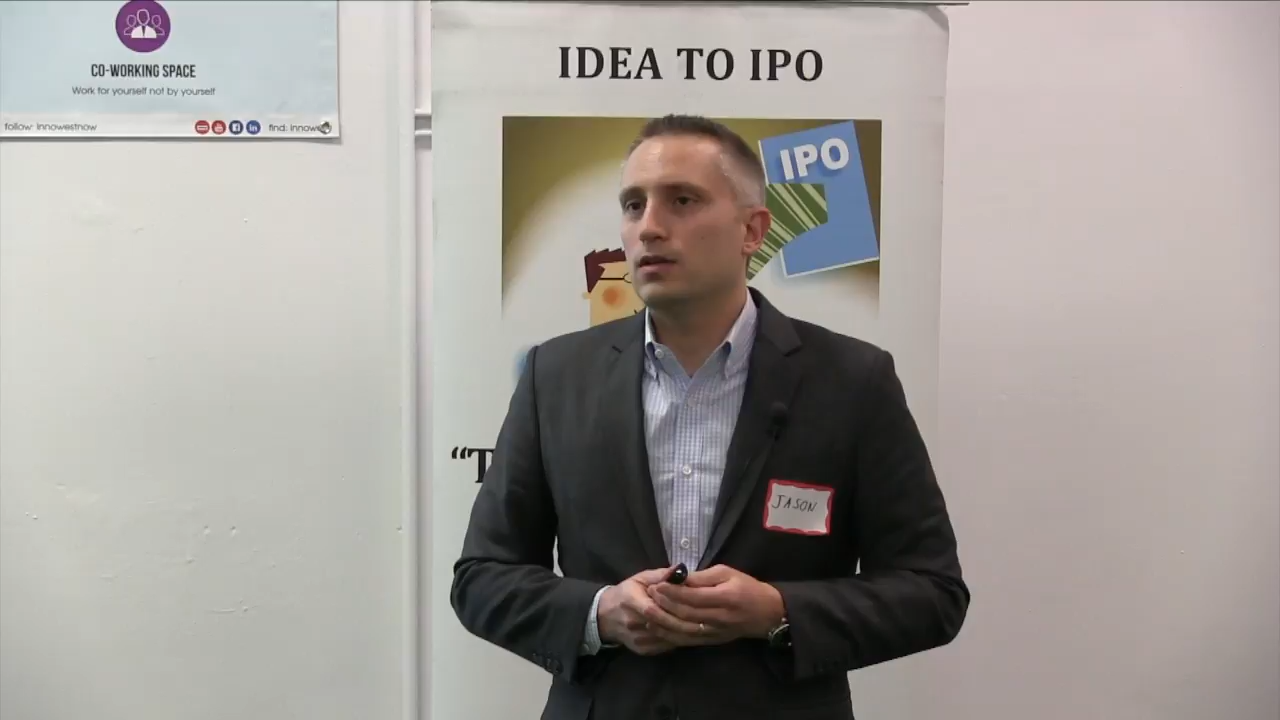 CO-WORKING SPACE
Work for yourself not by yourself
follow: innowestnow
find: innowe
IDEA TO IPO
IPO
"T
JASON